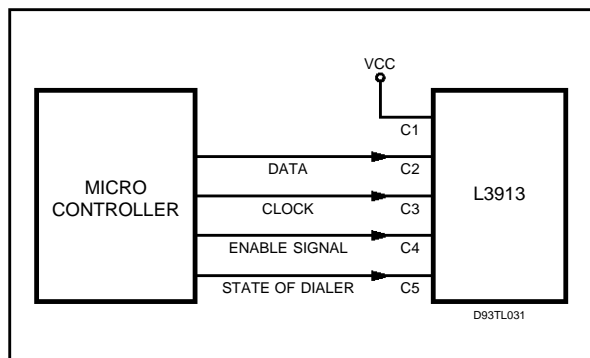 VCC
C1
DATA
C2
MICRO
CONTROLLER
L3913
CLOCK
C3
ENABLE SIGNAL
C4
STATE OF DIALER
C5
D93TL031